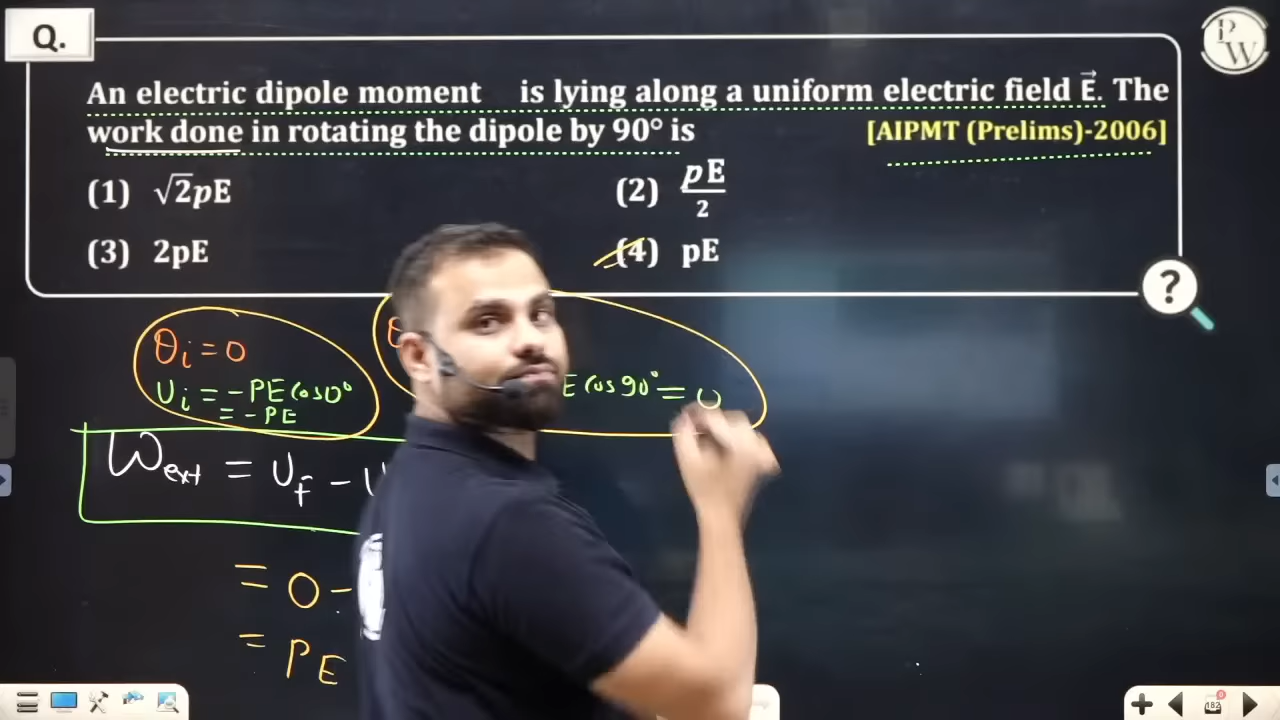 Q.
P
W
An electric dipole moment is lying along a uniform electric field E⃗. The
work done in rotating the dipole by 90° is [AIPMT (Prelims)-2006]
(1) √2pE (2) pE/2
(3) 2pE (4) pE
?
θi = 0
Ui = -PE cos0°
= -PE
E cos90° = 0
Wext = Uf - U
= 0 -
= PE
182